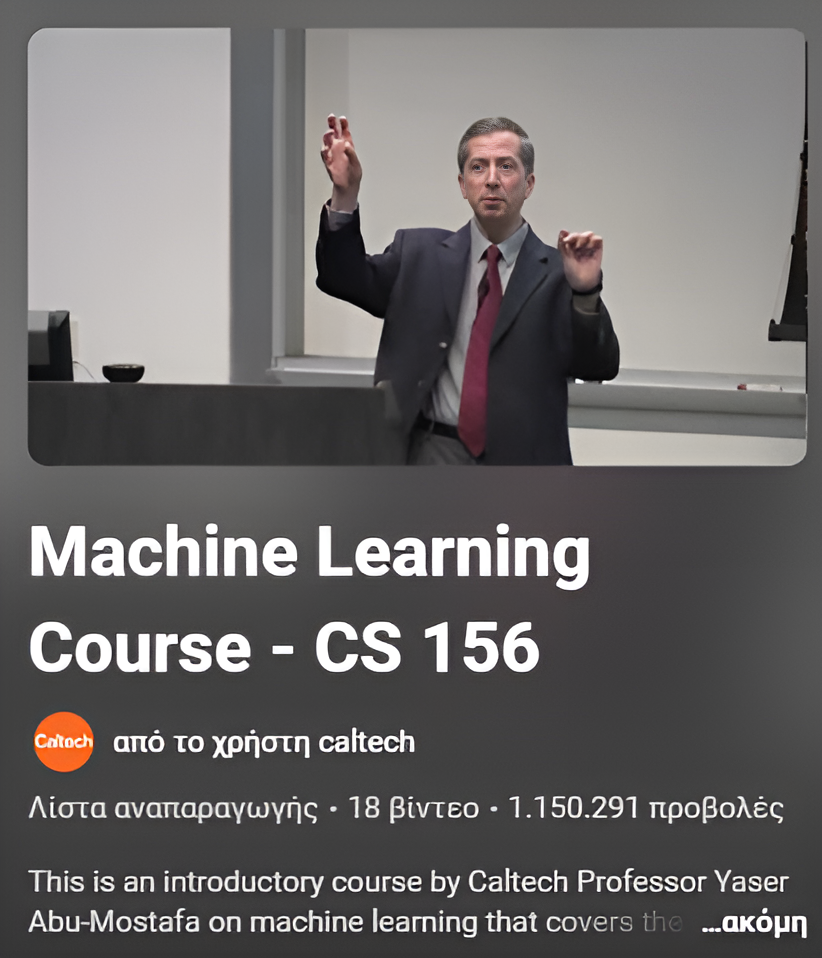 Machine Learning
Course - CS 156
Caltech
από το χρήστη caltech
Λίστα αναπαραγωγής • 18 βίντεο • 1.150.291 προβολές
This is an introductory course by Caltech Professor Yaser
Abu-Mostafa on machine learning that covers the ...ακόμη